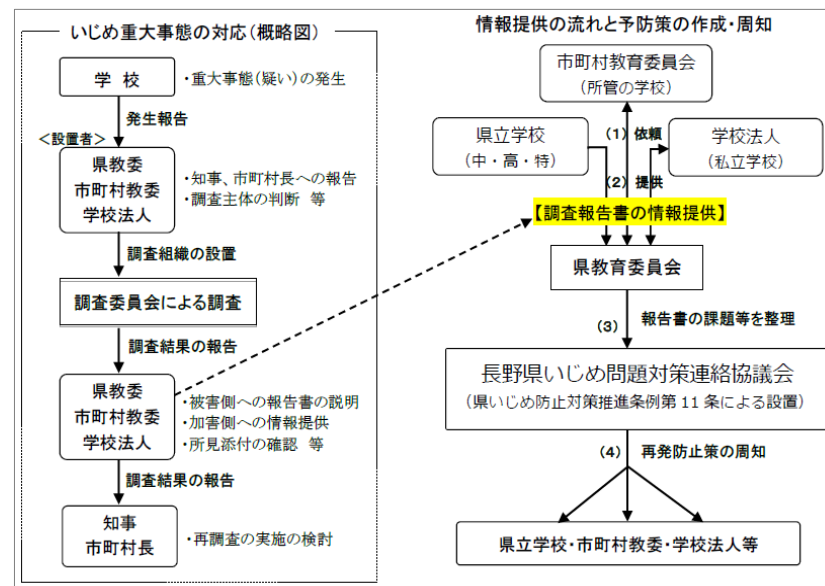 いじめ重大事態の対応（概略図）
学 校
・重大事態（疑い）の発生
発生報告
＜設置者＞
県教委
市町村教委
学校法人
・知事、市町村長への報告
・調査主体の判断 等
調査組織の設置
調査委員会による調査
調査結果の報告
県教委
市町村教委
学校法人
・被害側への報告書の説明
・加害側への情報提供
・所見添付の確認 等
調査結果の報告
知事
市町村長
・再調査の実施の検討
情報提供の流れと予防策の作成・周知
市町村教育委員会
（所管の学校）
県立学校
（中・高・特）
（1） 依頼
学校法人
（私立学校）
（2） 提供
【調査報告書の情報提供】
県教育委員会
（3） 報告書の課題等を整理
長野県いじめ問題対策連絡協議会
（県いじめ防止対策推進条例第 11 条による設置）
（4） 再発防止策の周知
県立学校・市町村教委・学校法人等